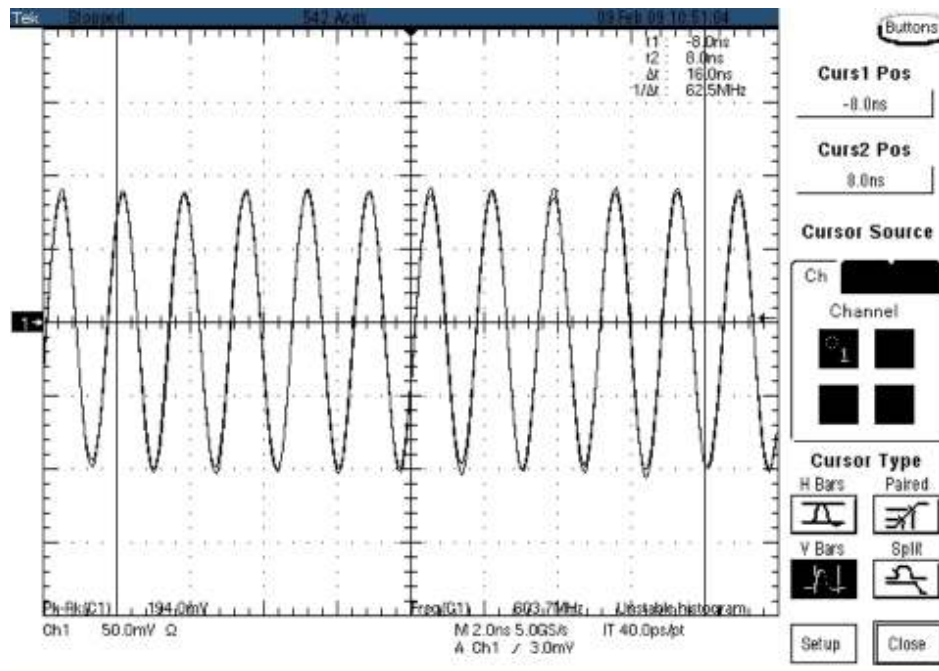 Tek Stopped 542 Acqs 09 Feb 09 10:51:04
Buttons
t1 : -8.0ns
t2 : 8.0ns
Δt : 16.0ns
1/Δt : 62.5MHz
Curs1 Pos
-8.0ns
Curs2 Pos
8.0ns
Cursor Source
Ch
Channel
1
1
Cursor Type
H Bars Paired
V Bars Split
Pk-Pk(C1) 194.0mV Freq(C1) 603.7MHz Unstable histogram
Ch1 50.0mV Ω M 2.0ns 5.0GS/s IT 40.0ps/pt
A Ch1 / 3.0mV
Setup Close